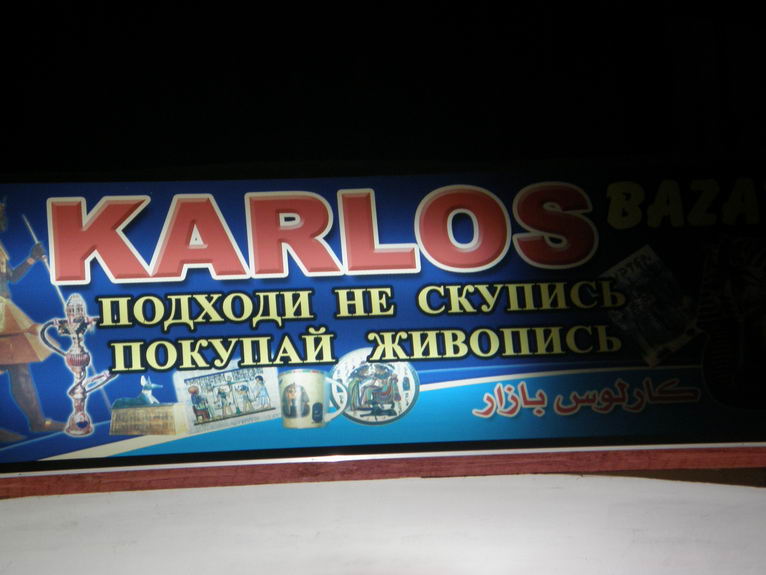 KARLOS
ПОДХОДИ НЕ СКУПИСЬ
ПОКУПАЙ ЖИВОПИСЬ
كارلوس بازار